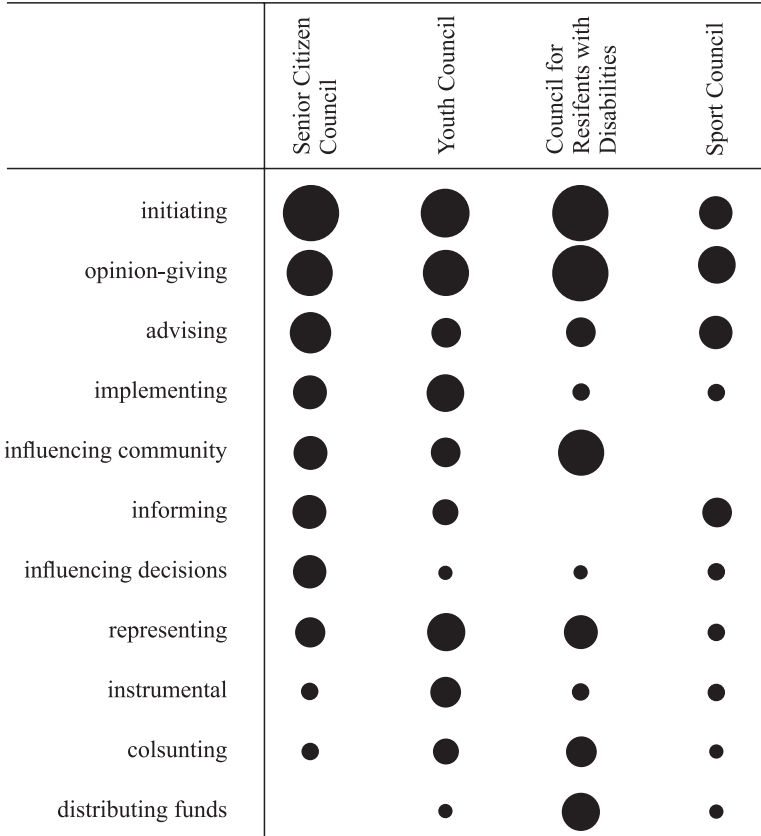 Senior Citizen
Council
Youth Council
Council for
Resifents with
Disabilities
Sport Council
initiating
opinion-giving
advising
implementing
influencing community
informing
influencing decisions
representing
instrumental
colsunting
distributing funds